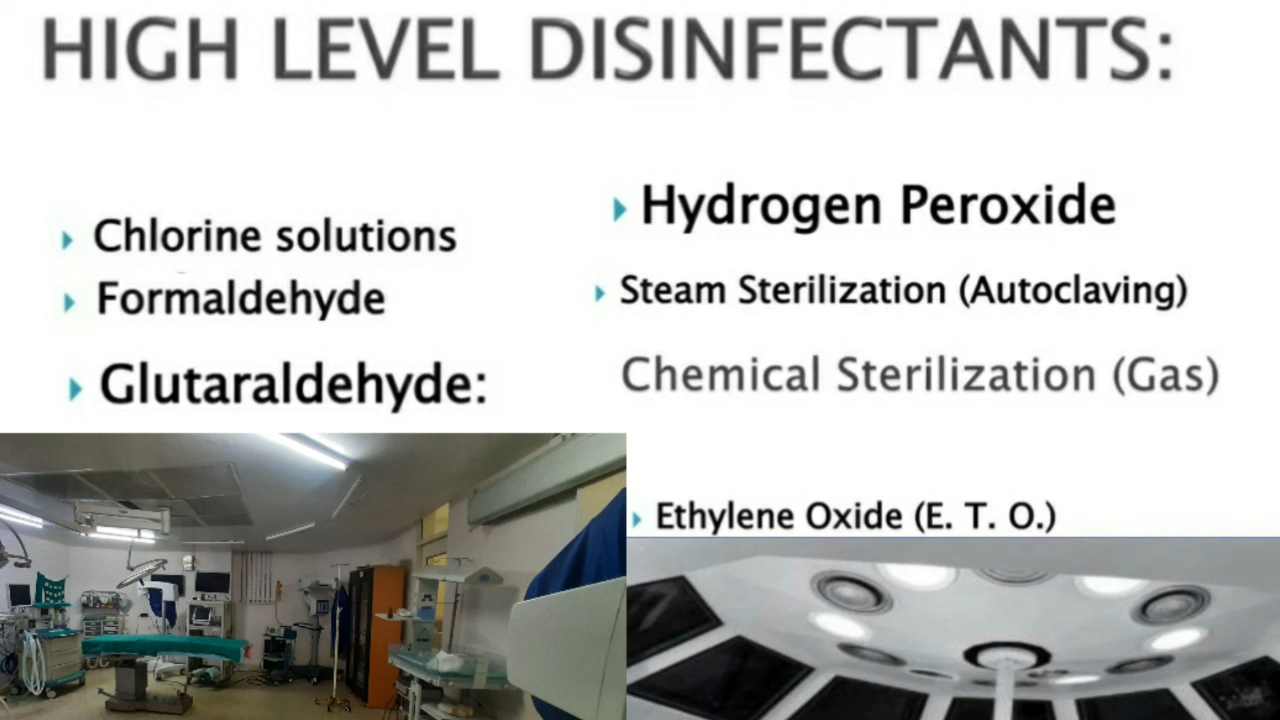 HIGH LEVEL DISINFECTANTS:
Chlorine solutions
Formaldehyde
Glutaraldehyde:
Hydrogen Peroxide
Steam Sterilization (Autoclaving)
Chemical Sterilization (Gas)
Ethylene Oxide (E. T. O.)